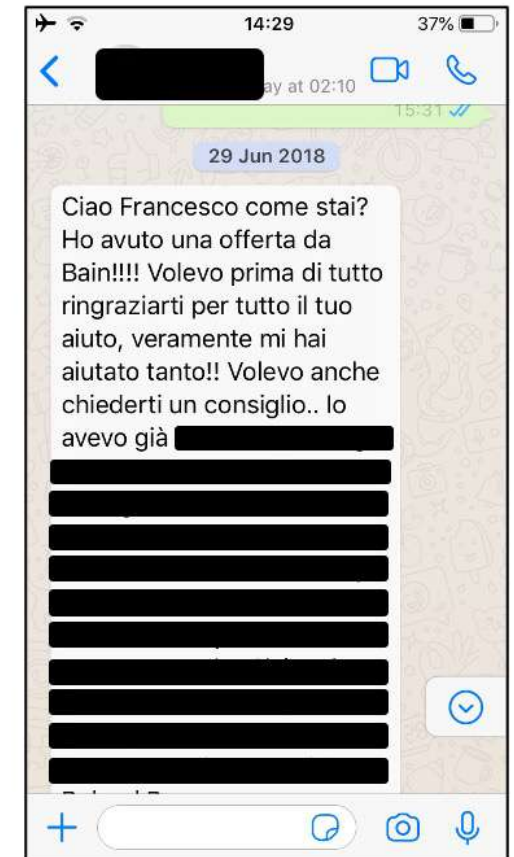 14:29
37%
ay at 02:10
15:31
29 Jun 2018
Ciao Francesco come stai?
Ho avuto una offerta da
Bain!!!! Volevo prima di tutto
ringraziarti per tutto il tuo
aiuto, veramente mi hai
aiutato tanto!! Volevo anche
chiederti un consiglio.. Io
avevo già